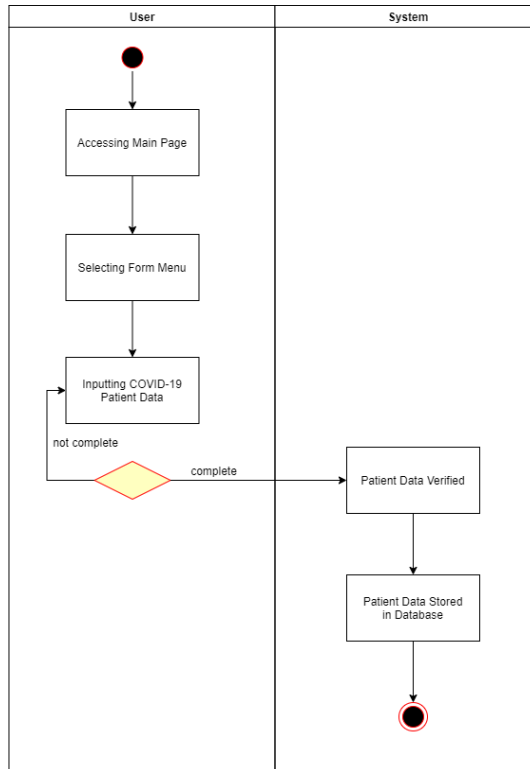 User
System
Accessing Main Page
Selecting Form Menu
Inputting COVID-19
Patient Data
not complete
complete
Patient Data Verified
Patient Data Stored
in Database